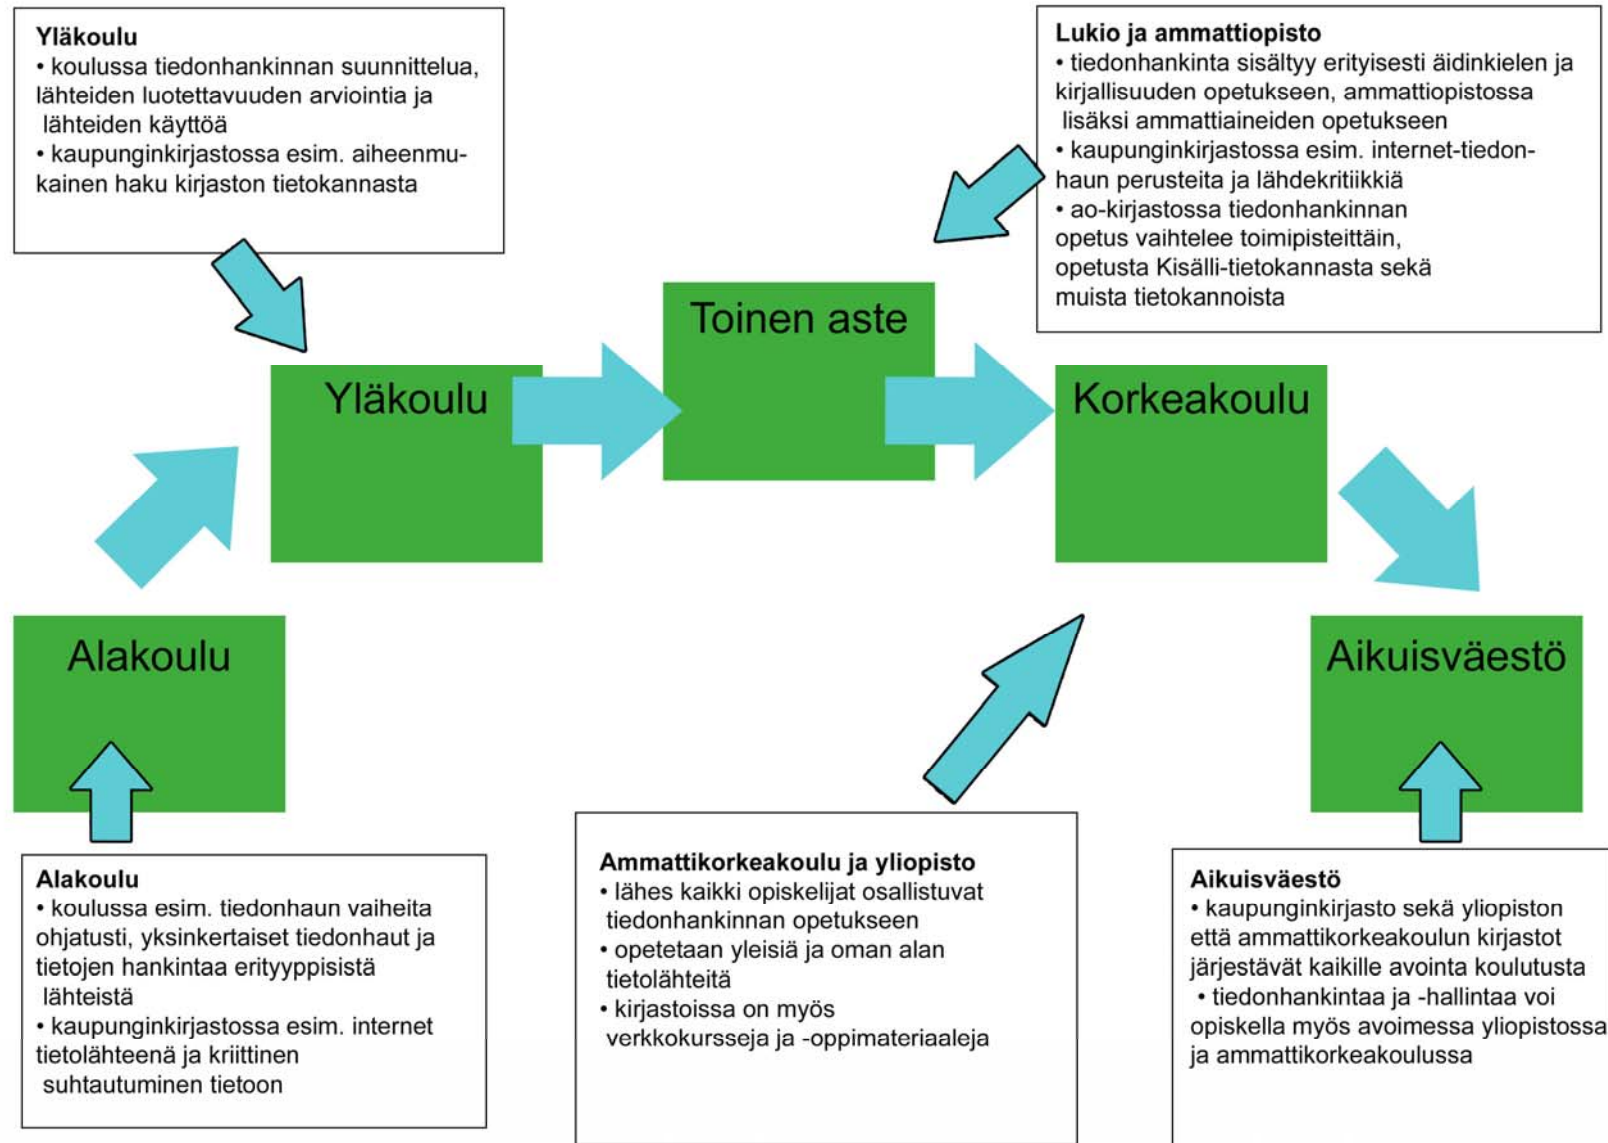 Yläkoulu
• koulussa tiedonhankinnan suunnittelua,
lähteiden luotettavuuden arviointia ja
lähteiden käyttöä
• kaupunginkirjastossa esim. aiheenmu-
kainen haku kirjaston tietokannasta
Lukio ja ammattiopisto
• tiedonhankinta sisältyy erityisesti äidinkielen ja
kirjallisuuden opetukseen, ammattiopistossa
lisäksi ammattiaineiden opetukseen
• kaupunginkirjastossa esim. internet-tiedon-
haun perusteita ja lähdekritiikkiä
• ao-kirjastossa tiedonhankinnan
opetus vaihtelee toimipisteittäin,
opetusta Kisälli-tietokannasta sekä
muista tietokannoista
Toinen aste
Yläkoulu
Korkeakoulu
Alakoulu
Aikuisväestö
Alakoulu
• koulussa esim. tiedonhaun vaiheita
ohjatusti, yksinkertaiset tiedonhaut ja
tietojen hankintaa erityyppisistä
lähteistä
• kaupunginkirjastossa esim. internet
tietolähteenä ja kriittinen
suhtautuminen tietoon
Ammattikorkeakoulu ja yliopisto
• lähes kaikki opiskelijat osallistuvat
tiedonhankinnan opetukseen
• opetetaan yleisiä ja oman alan
tietolähteitä
• kirjastoissa on myös
verkkokursseja ja -oppimateriaaleja
Aikuisväestö
• kaupunginkirjasto sekä yliopiston
että ammattikorkeakoulun kirjastot
järjestävät kaikille avointa koulutusta
• tiedonhankintaa ja -hallintaa voi
opiskella myös avoimessa yliopistossa
ja ammattikorkeakoulussa